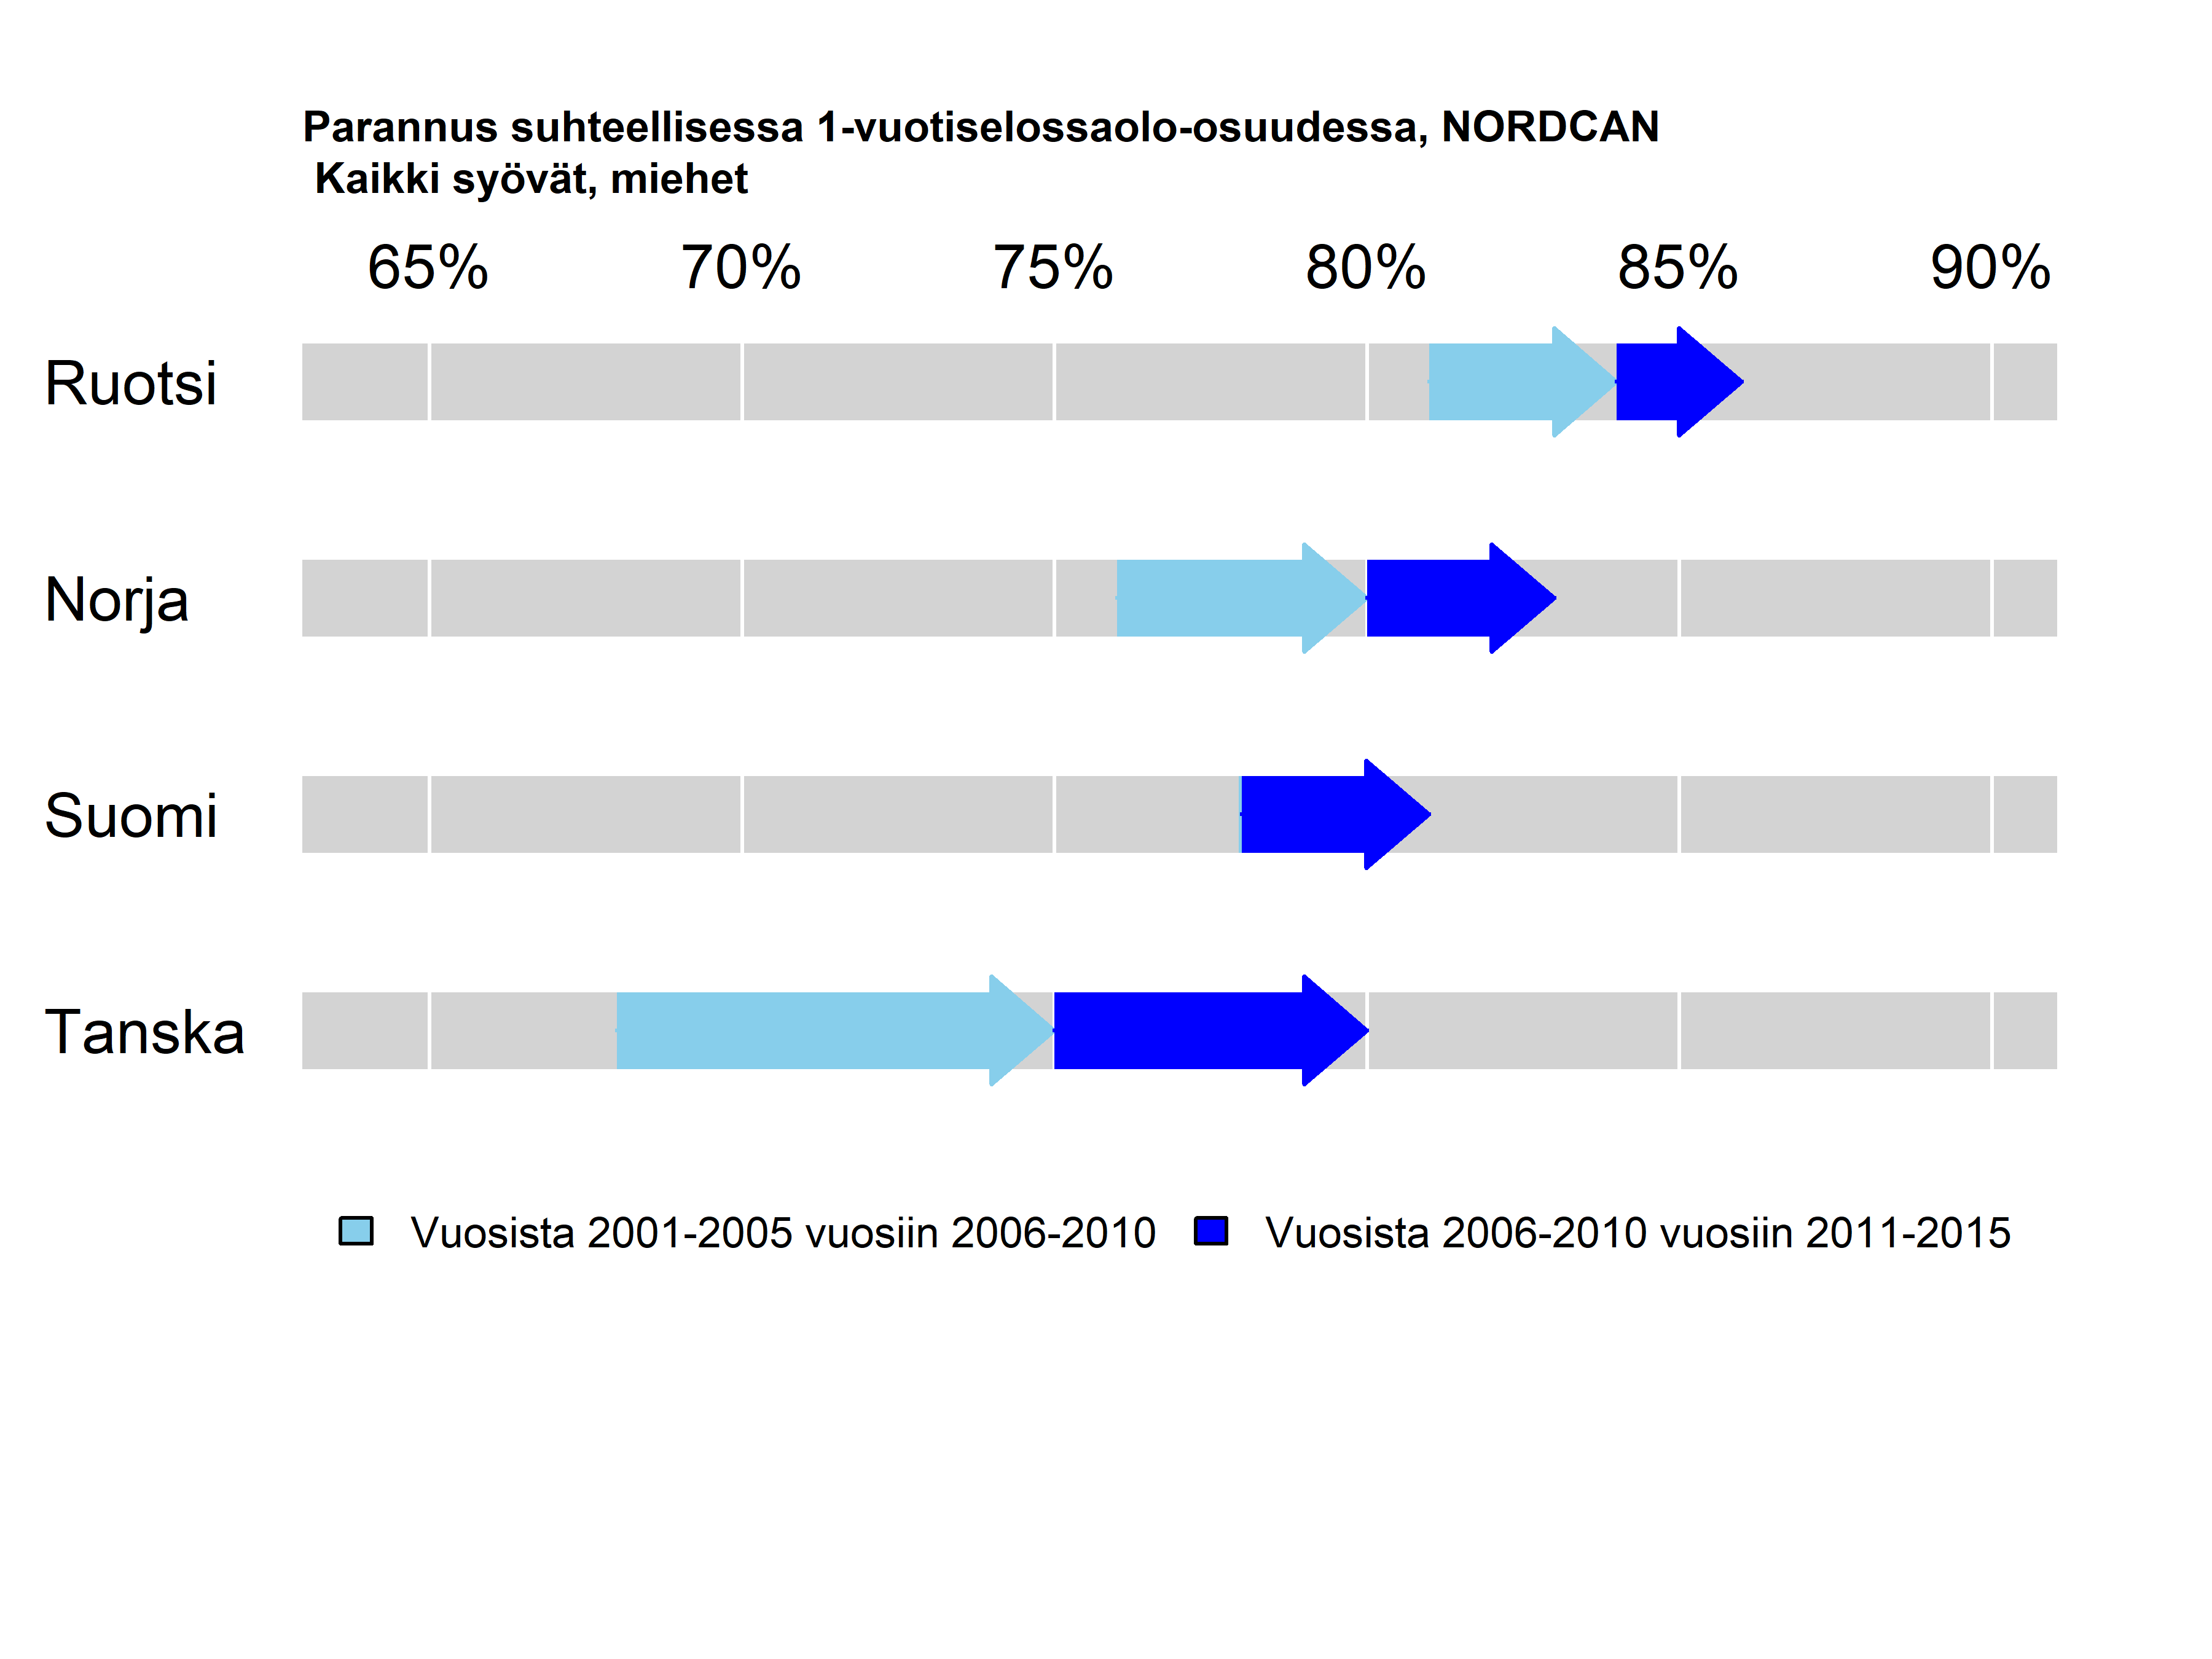 Parannus suhteellisessa 1-vuotiselossaolo-osuudessa, NORDCAN
Kaikki syövät, miehet
65% 70% 75% 80% 85% 90%
Ruotsi
Norja
Suomi
Tanska
Vuosista 2001-2005 vuosiin 2006-2010 Vuosista 2006-2010 vuosiin 2011-2015